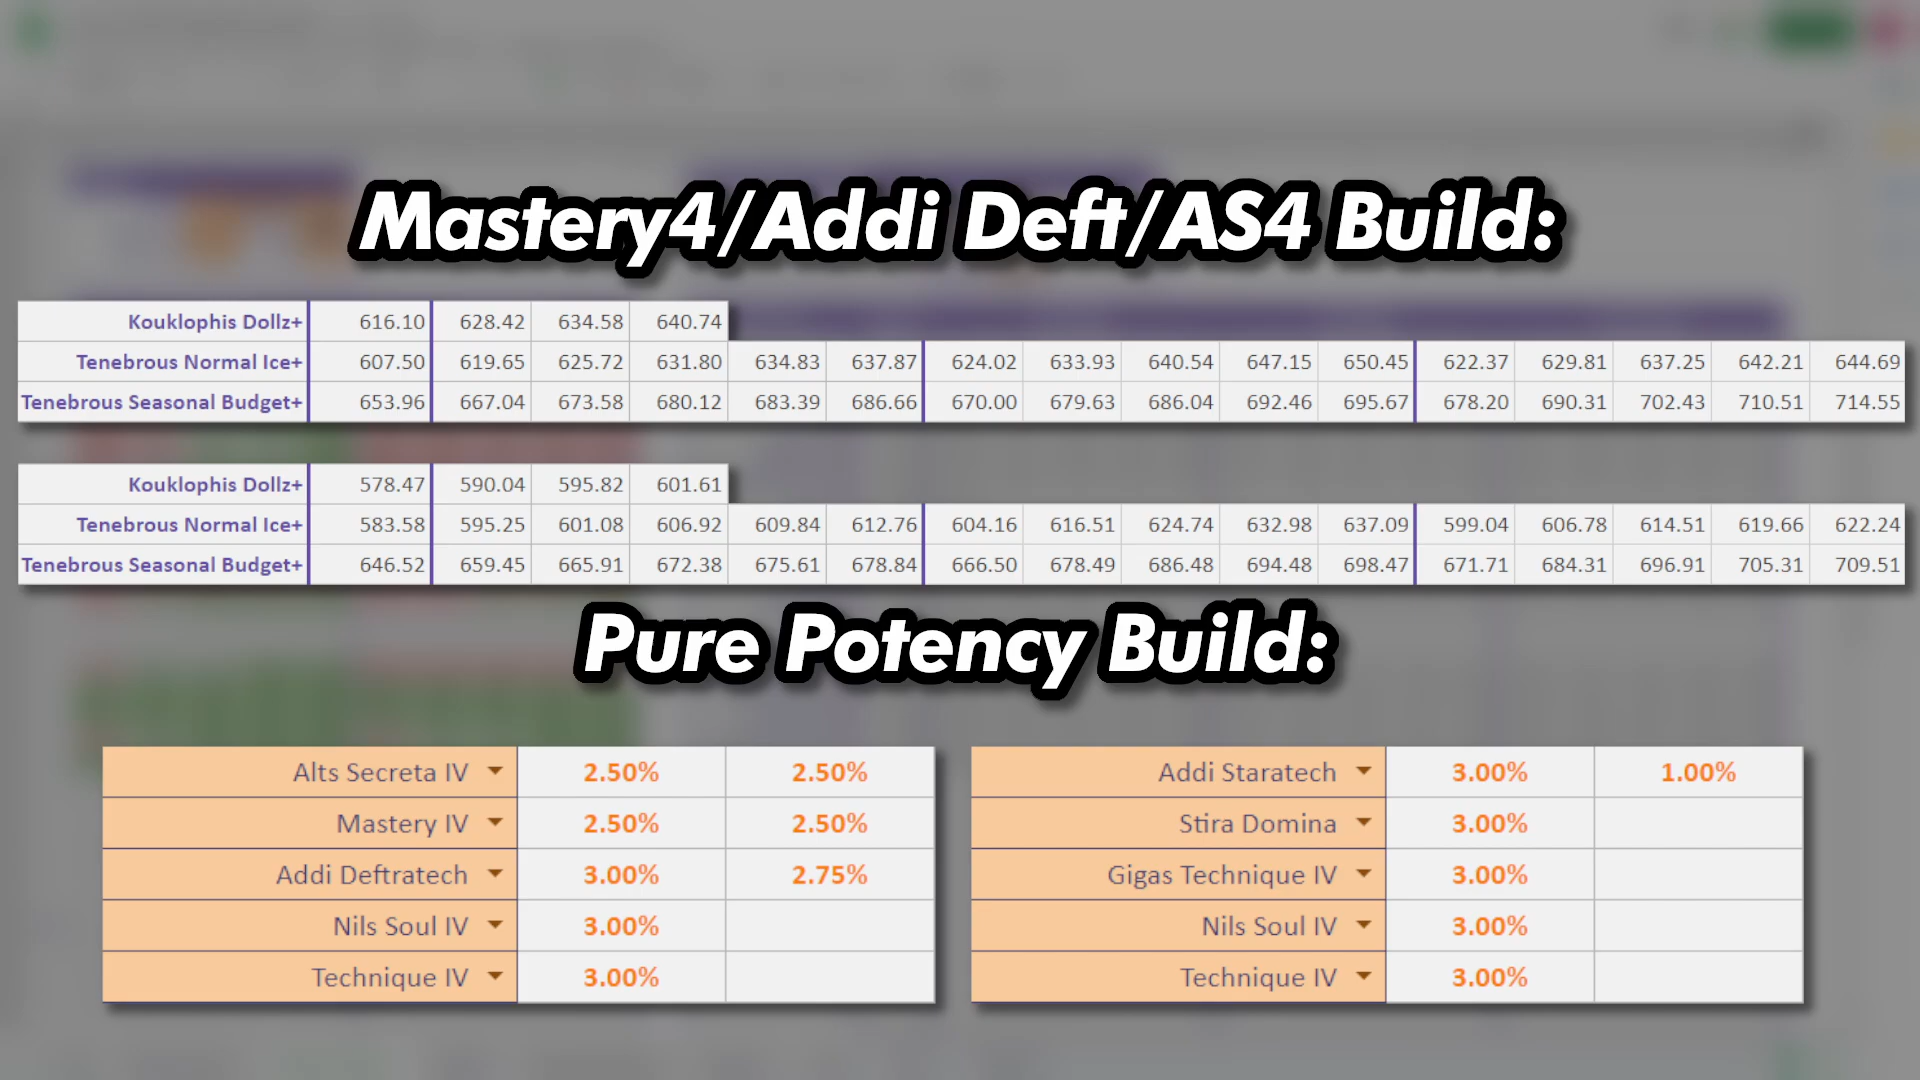 Mastery4/Addi Deft/AS4 Build:
Kouklophis Dollz+ 616.10 628.42 634.58 640.74
Tenebrous Normal Ice+ 607.50 619.65 625.72 631.80 634.83 637.87 624.02 633.93 640.54 647.15 650.45 622.37 629.81 637.25 642.21 644.69
Tenebrous Seasonal Budget+ 653.96 667.04 673.58 680.12 683.39 686.66 670.00 679.63 686.04 692.46 695.67 678.20 690.31 702.43 710.51 714.55
Kouklophis Dollz+ 578.47 590.04 595.82 601.61
Tenebrous Normal Ice+ 583.58 595.25 601.08 606.92 609.84 612.76 604.16 616.51 624.74 632.98 637.09 599.04 606.78 614.51 619.66 622.24
Tenebrous Seasonal Budget+ 646.52 659.45 665.91 672.38 675.61 678.84 666.50 678.49 686.48 694.48 698.47 671.71 684.31 696.91 705.31 709.51
Pure Potency Build:
Alts Secreta IV 2.50% 2.50%
Mastery IV 2.50% 2.50%
Addi Deftratech 3.00% 2.75%
Nils Soul IV 3.00%
Technique IV 3.00%
Addi Staratech 3.00% 1.00%
Stira Domina 3.00%
Gigas Technique IV 3.00%
Nils Soul IV 3.00%
Technique IV 3.00%